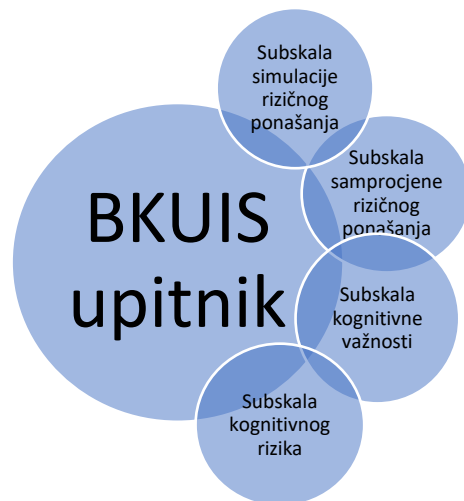 BKUIS
upitnik
Subskala
simulacije
rizičnog
ponašanja
Subskala
samprocjene
rizičnog
ponašanja
Subskala
kognitivne
važnosti
Subskala
kognitivnog
rizika